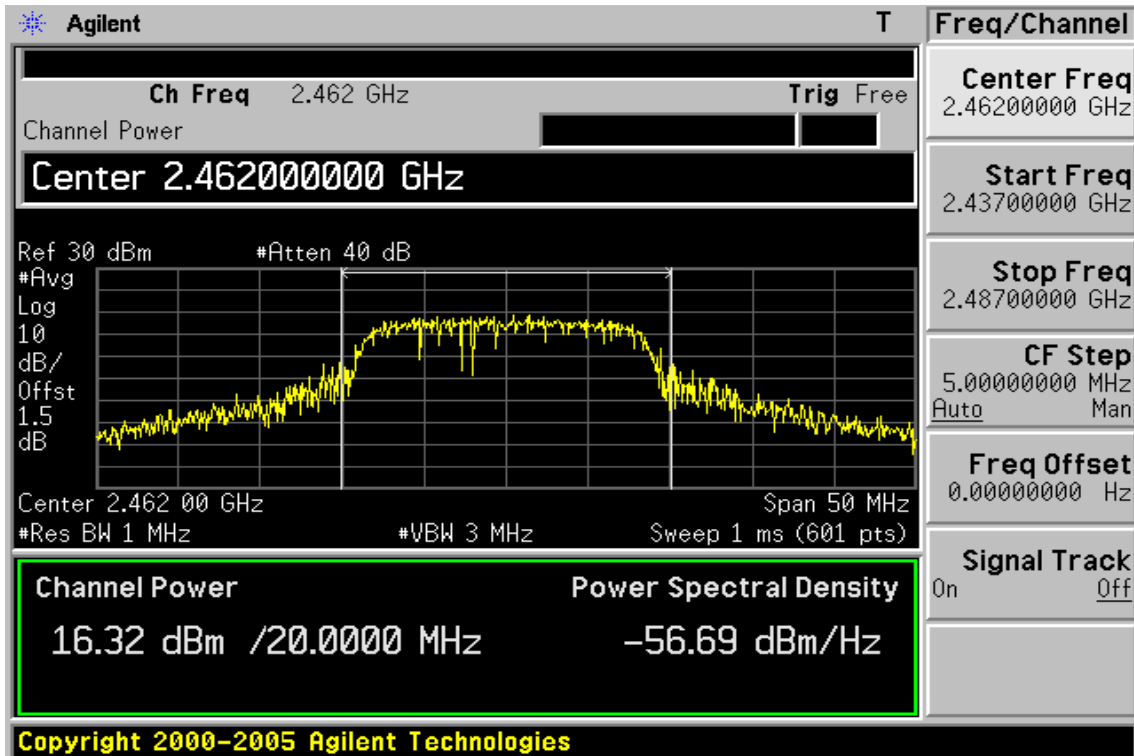 Agilent T
Ch Freq 2.462 GHz Trig Free
Channel Power
Center 2.462000000 GHz
Ref 30 dBm #Atten 40 dB
#Avg
Log
10
dB/
Offst
1.5
dB
Center 2.462 00 GHz Span 50 MHz
#Res BW 1 MHz #VBW 3 MHz Sweep 1 ms (601 pts)
Channel Power Power Spectral Density
16.32 dBm /20.0000 MHz -56.69 dBm/Hz
Copyright 2000-2005 Agilent Technologies
Freq/Channel
Center Freq
2.46200000 GHz
Start Freq
2.43700000 GHz
Stop Freq
2.48700000 GHz
CF Step
5.00000000 MHz
Auto Man
Freq Offset
0.00000000 Hz
Signal Track
On Off